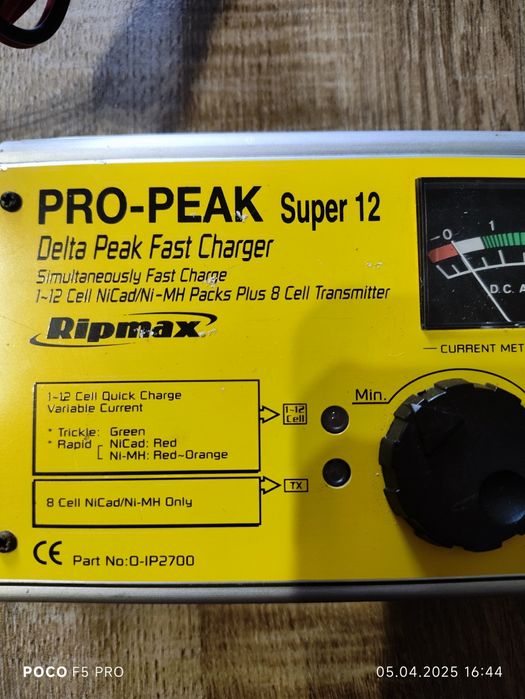 PRO-PEAK Super 12
Delta Peak Fast Charger
Simultaneously Fast Charge
1~12 Cell NiCad/Ni-MH Packs Plus 8 Cell Transmitter
Ripmax
0 1
D.C. A
CURRENT MET
1~12 Cell Quick Charge
Variable Current
* Trickle: Green
* Rapid NiCad: Red
Ni-MH: Red~Orange
1~12
Cell
Min.
8 Cell NiCad/Ni-MH Only
TX
CE Part No:O-IP2700
POCO F5 PRO
05.04.2025 16:44